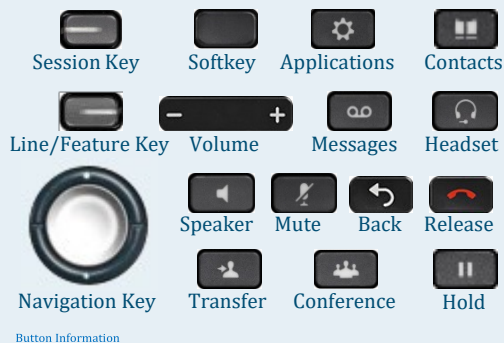 Session Key Softkey Applications Contacts
Line/Feature Key Volume Messages Headset
Speaker Mute Back Release
Navigation Key Transfer Conference Hold
Button Information